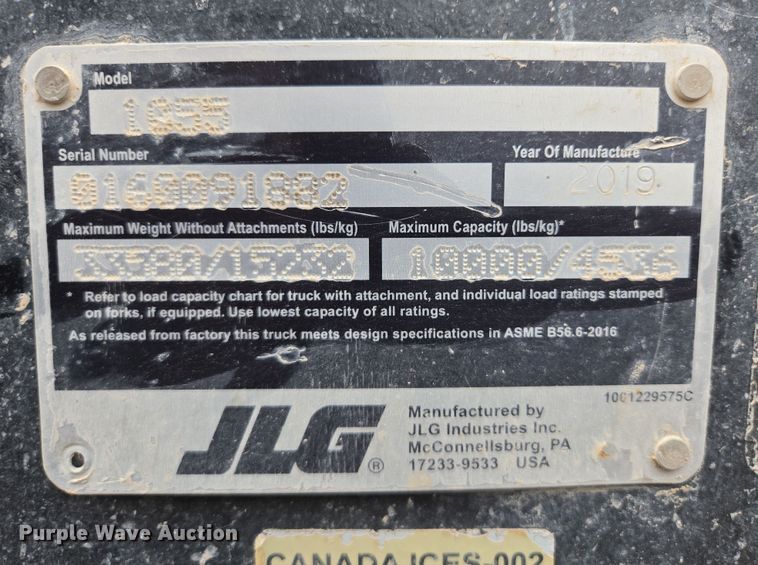 Model
1055
Serial Number
Year Of Manufacture
0160091882
2019
Maximum Weight Without Attachments (lbs/kg)
Maximum Capacity (lbs/kg)*
33580/15232
10000/4536
* Refer to load capacity chart for truck with attachment, and individual load ratings stamped
on forks, if equipped. Use lowest capacity of all ratings.
As released from factory this truck meets design specifications in ASME B56.6-2016
1001229575C
JLG®
Manufactured by
JLG Industries Inc.
McConnellsburg, PA
17233-9533 USA
Purple Wave Auction
CANADA ICES-002